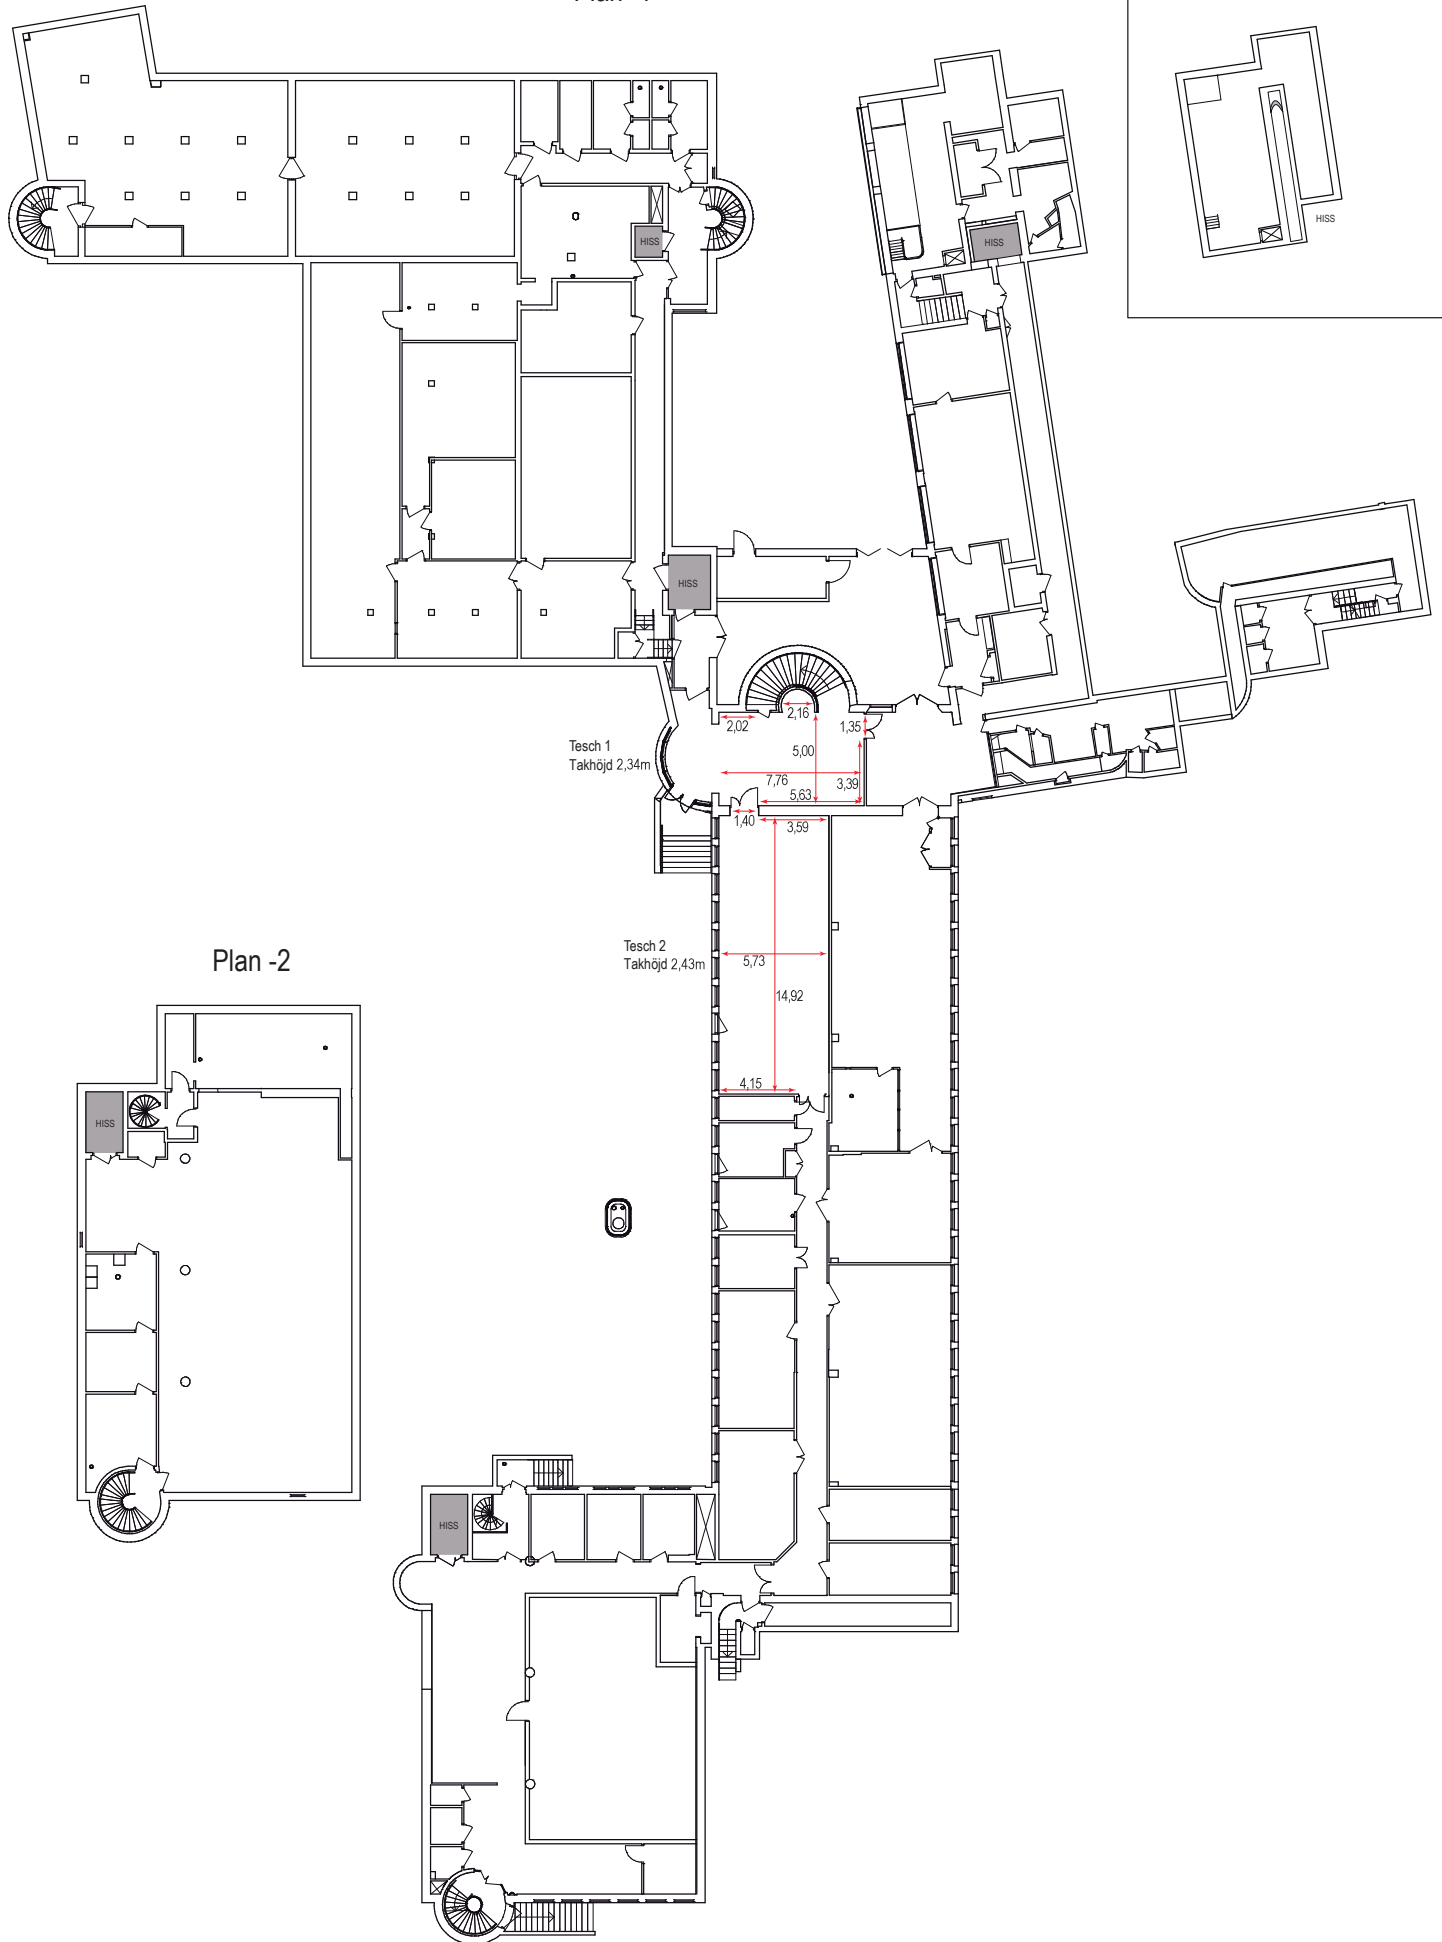 HISS
HISS
HISS
HISS
2,02
2,16
1,35
5,00
Tesch 1
Takhöjd 2,34m
7,76
3,39
5,63
1,40
3,59
Tesch 2
Takhöjd 2,43m
5,73
14,92
4,15
Plan -2
HISS
HISS